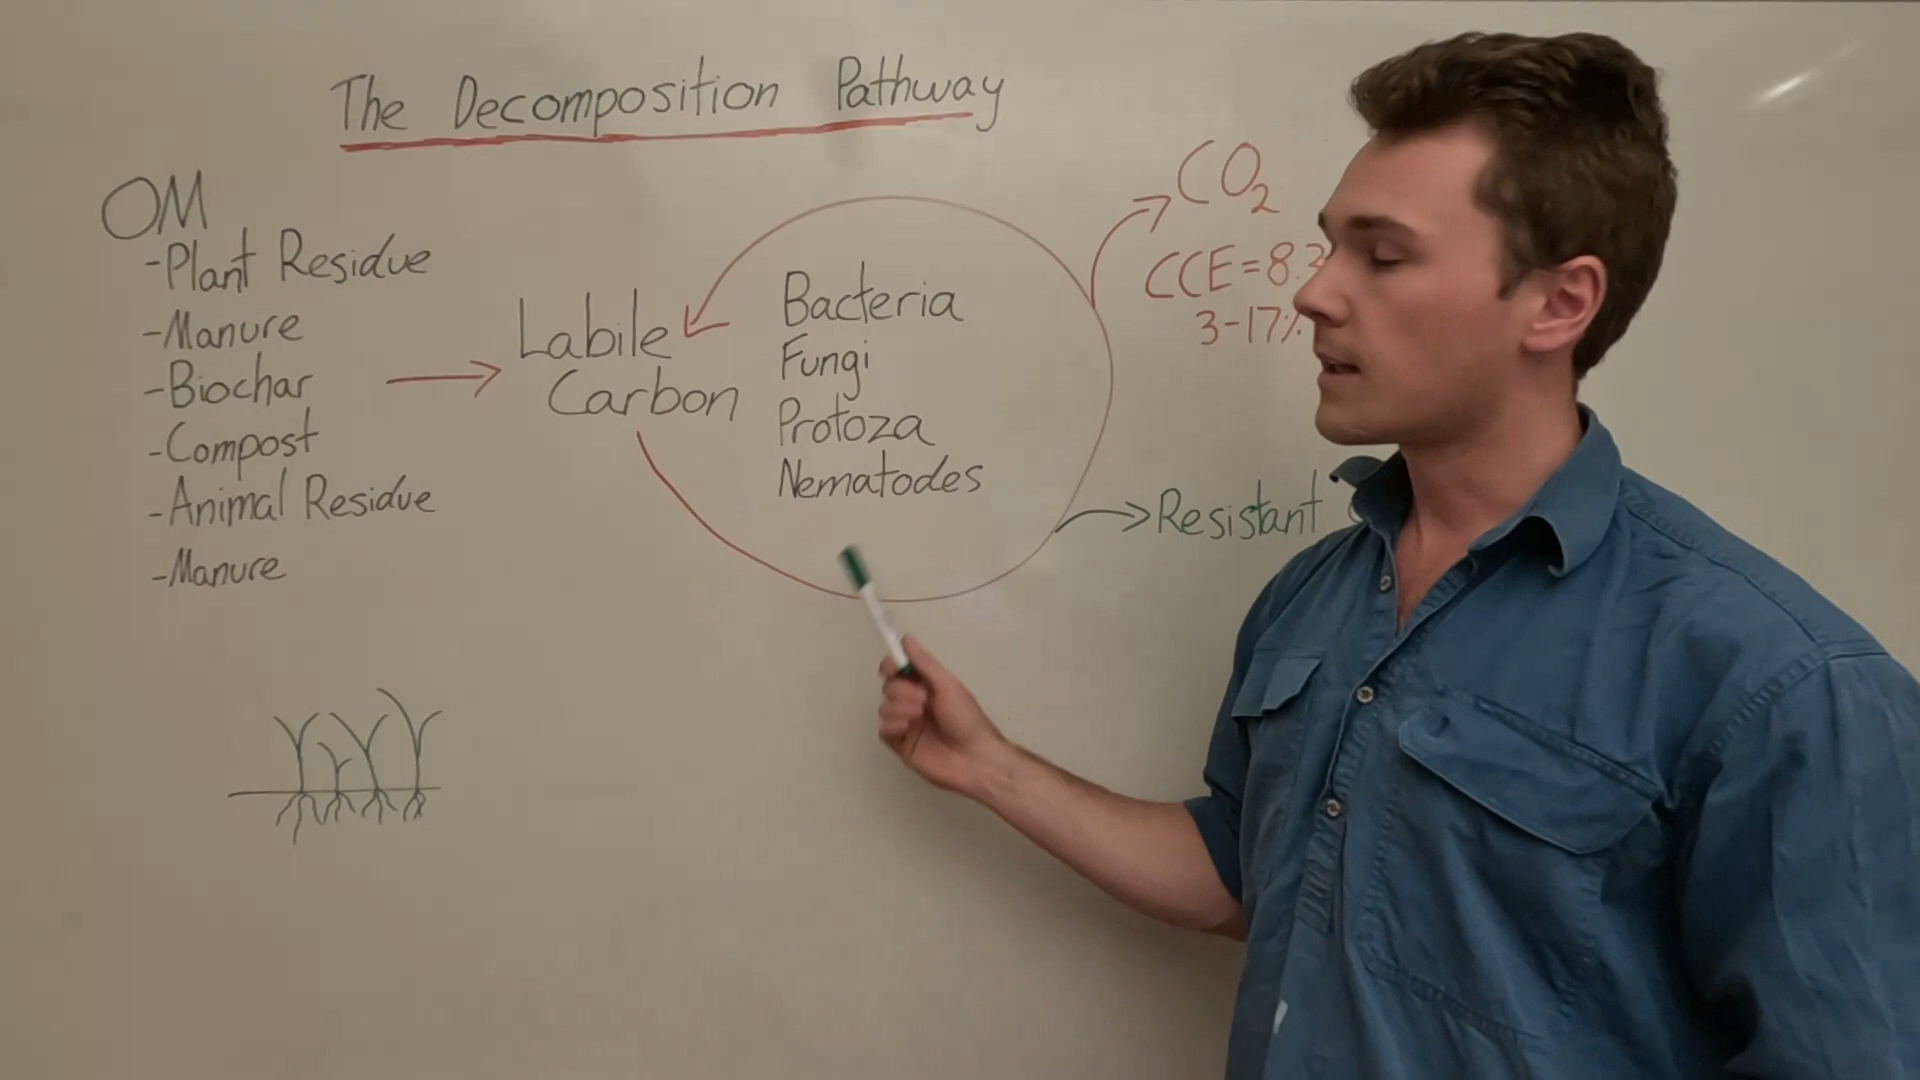 The Decomposition Pathway
OM
-Plant Residue
-Manure
-Biochar
-Compost
-Animal Residue
-Manure
Labile
Carbon
Bacteria
Fungi
Protoza
Nematodes
CO₂
CCE=8.3
3-17%
Resistant